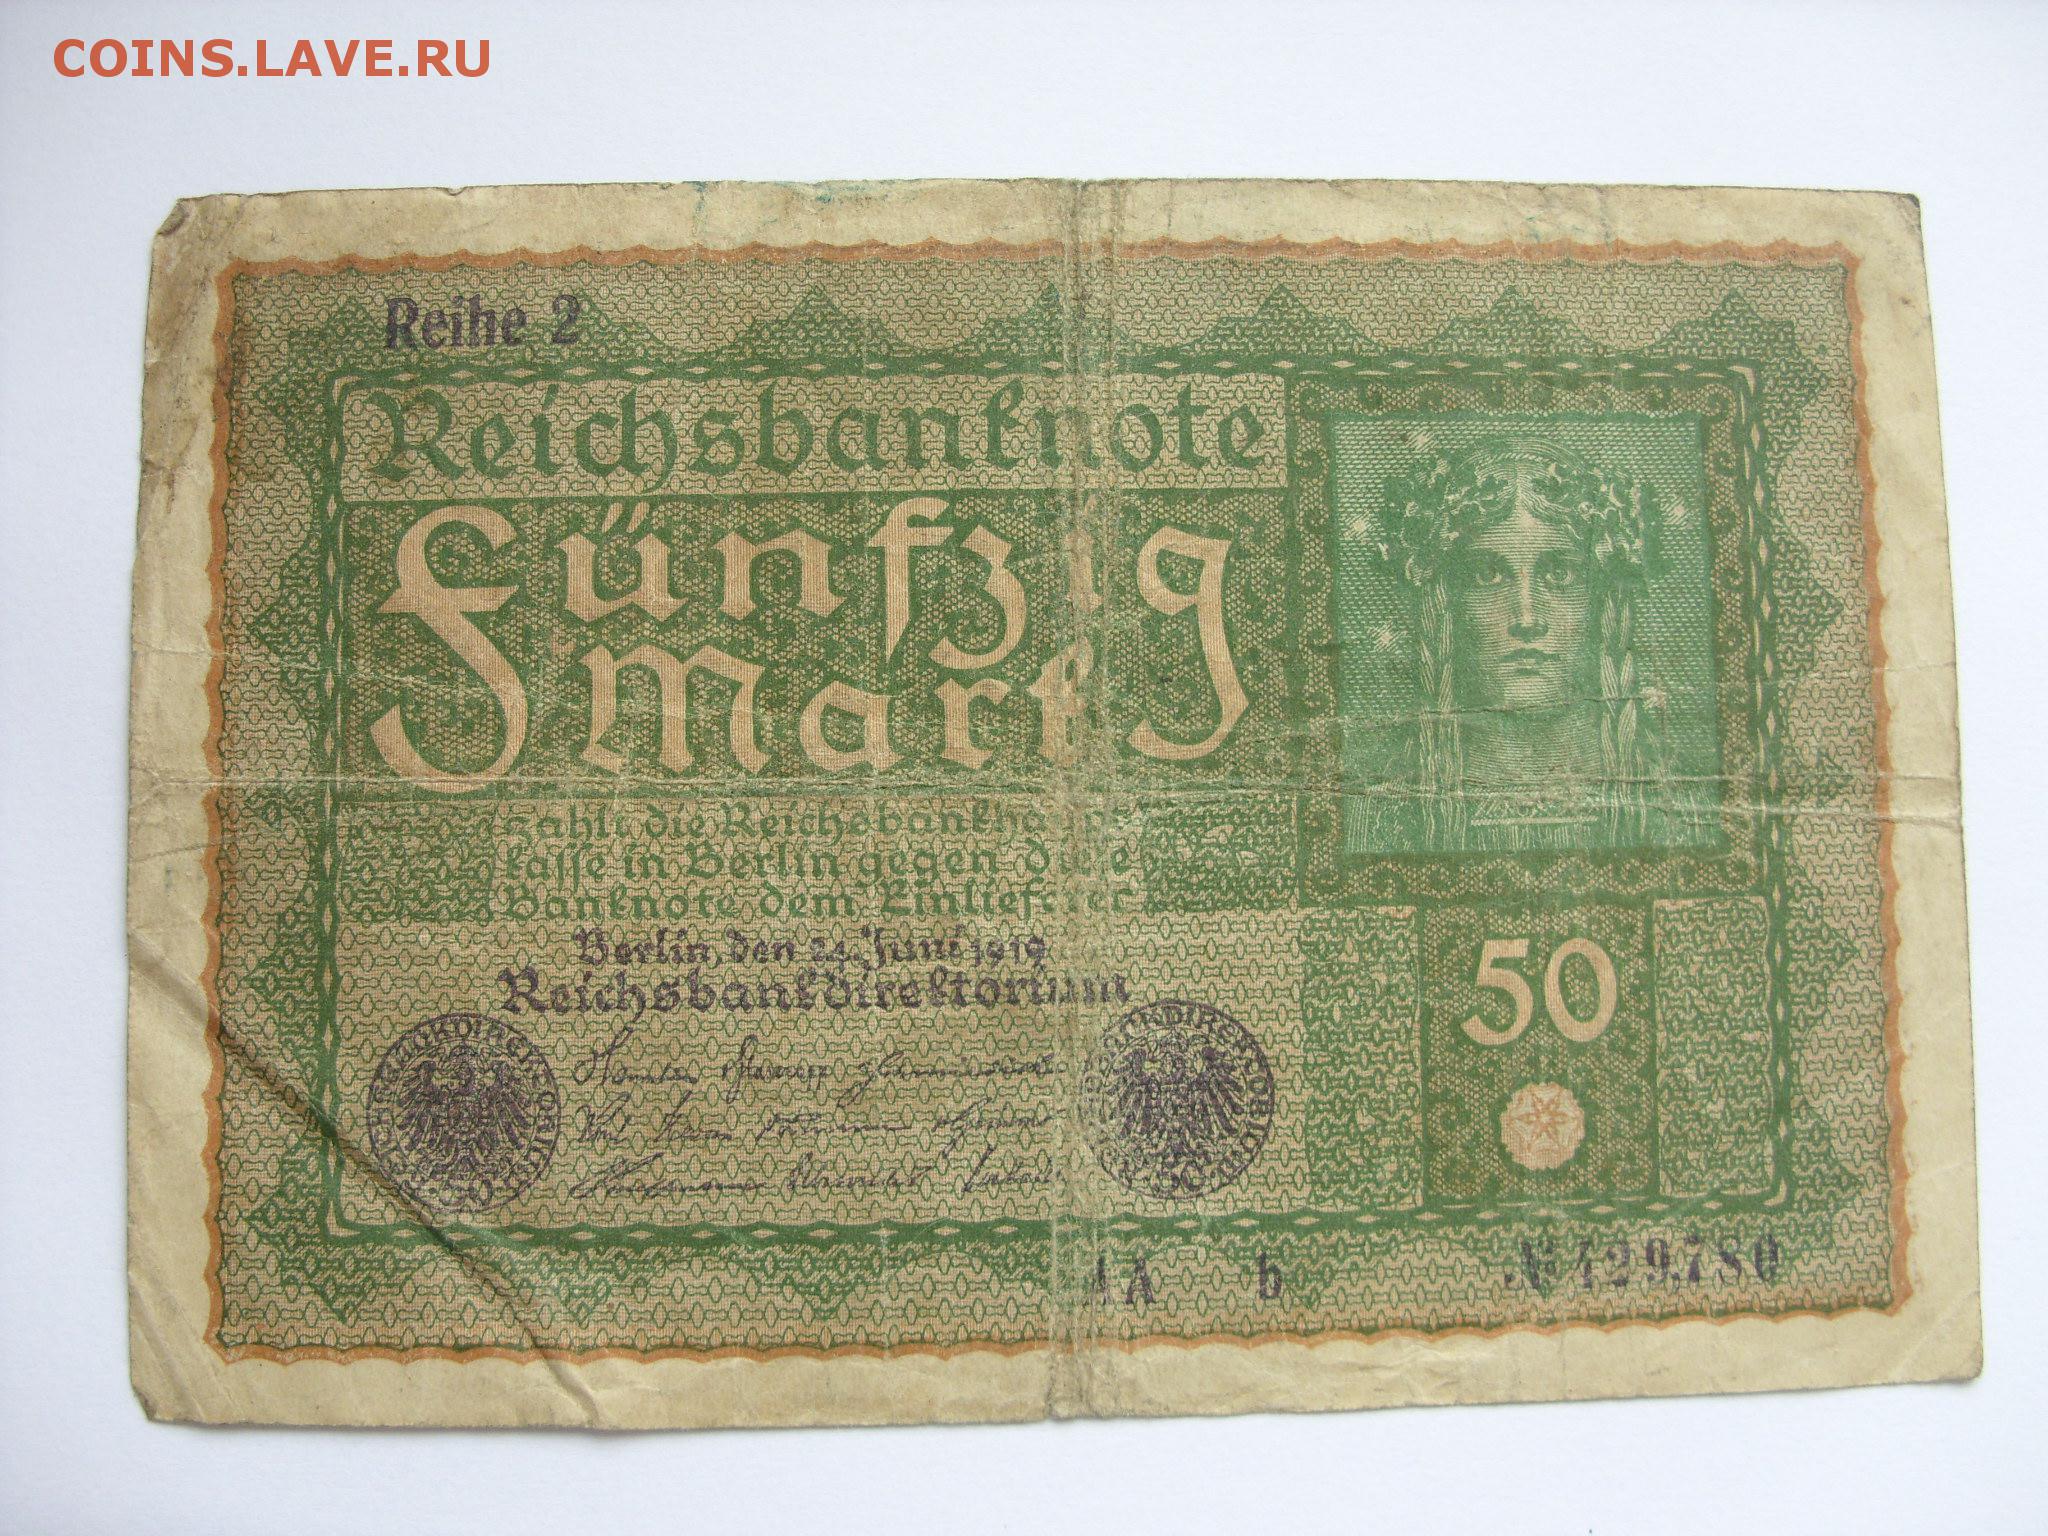 COINS.LAVE.RU
Reihe 2
Reichsbanknote
Fünfzig
Mark
zahlt die Reichsbankhaupt
kasse in Berlin gegen diese
Banknote dem Einlieferer
Berlin, den 24. Juni 1919
Reichsbankdirektorium
50
A b № 429780